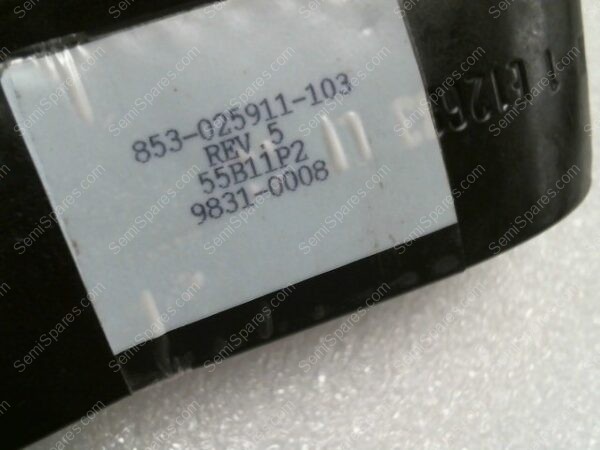 853-025911-103
REV 5
55B11P2
9831-0008
SemiSpares.com